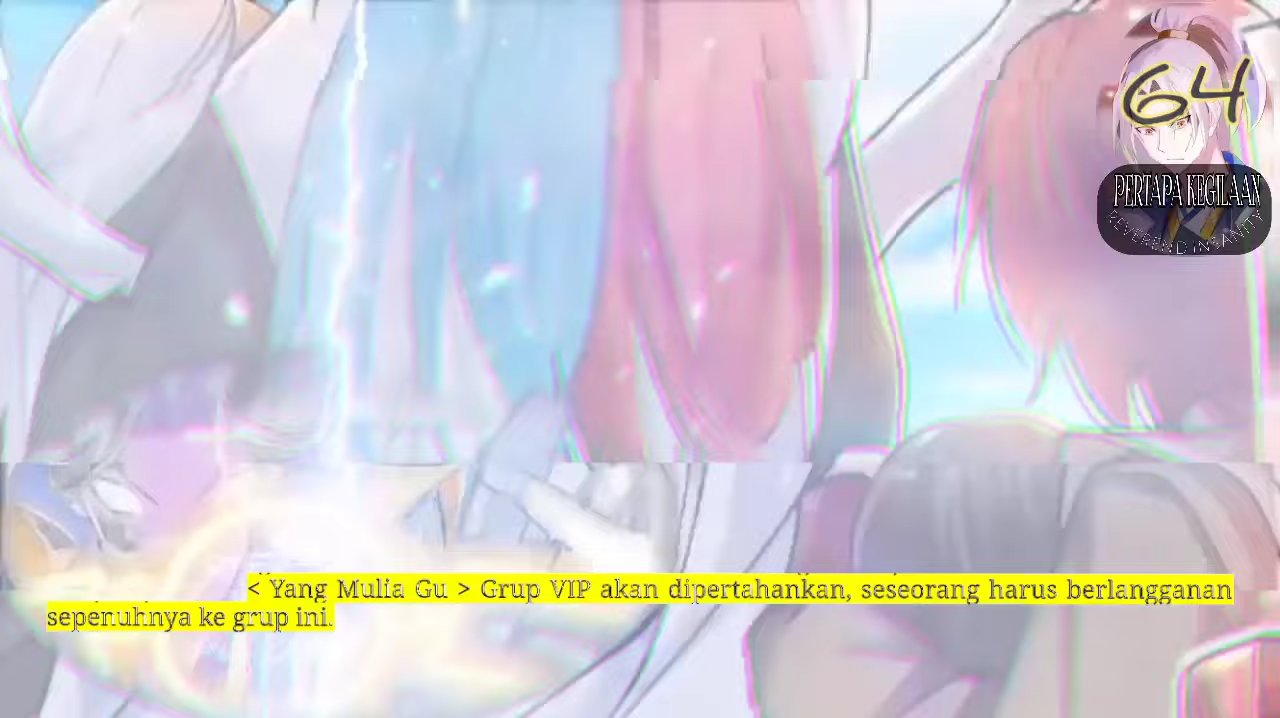 64
PERTAPA KEGILAAN
REVEREND INSANITY
< Yang Mulia Gu > Grup VIP akan dipertahankan, seseorang harus berlangganan
sepenuhnya ke grup ini.